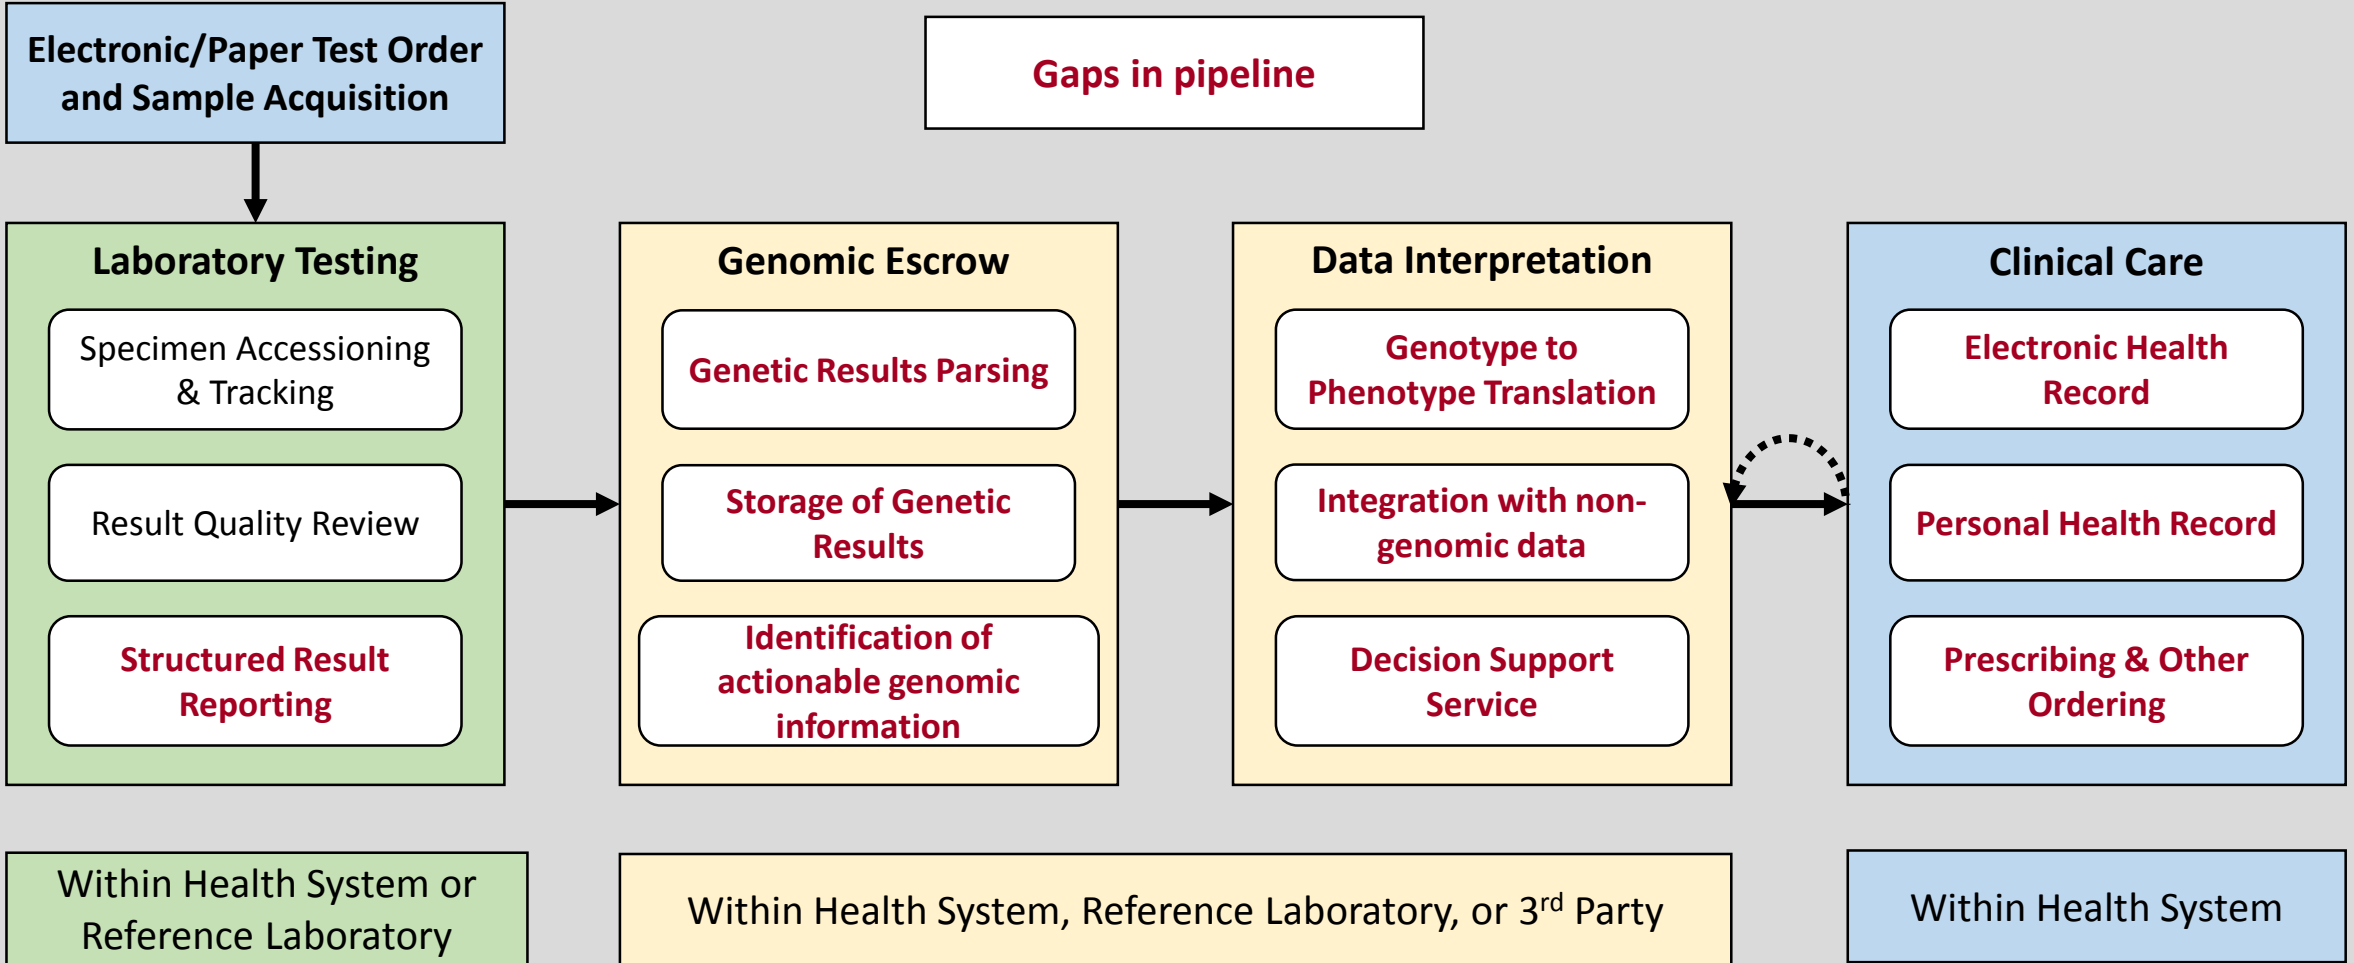 Electronic/Paper Test Order
and Sample Acquisition
Gaps in pipeline
Laboratory Testing
Specimen Accessioning
& Tracking
Result Quality Review
Structured Result
Reporting
Genomic Escrow
Genetic Results Parsing
Storage of Genetic
Results
Identification of
actionable genomic
information
Data Interpretation
Genotype to
Phenotype Translation
Integration with non-
genomic data
Decision Support
Service
Clinical Care
Electronic Health
Record
Personal Health Record
Prescribing & Other
Ordering
Within Health System or
Reference Laboratory
Within Health System, Reference Laboratory, or 3rd Party
Within Health System